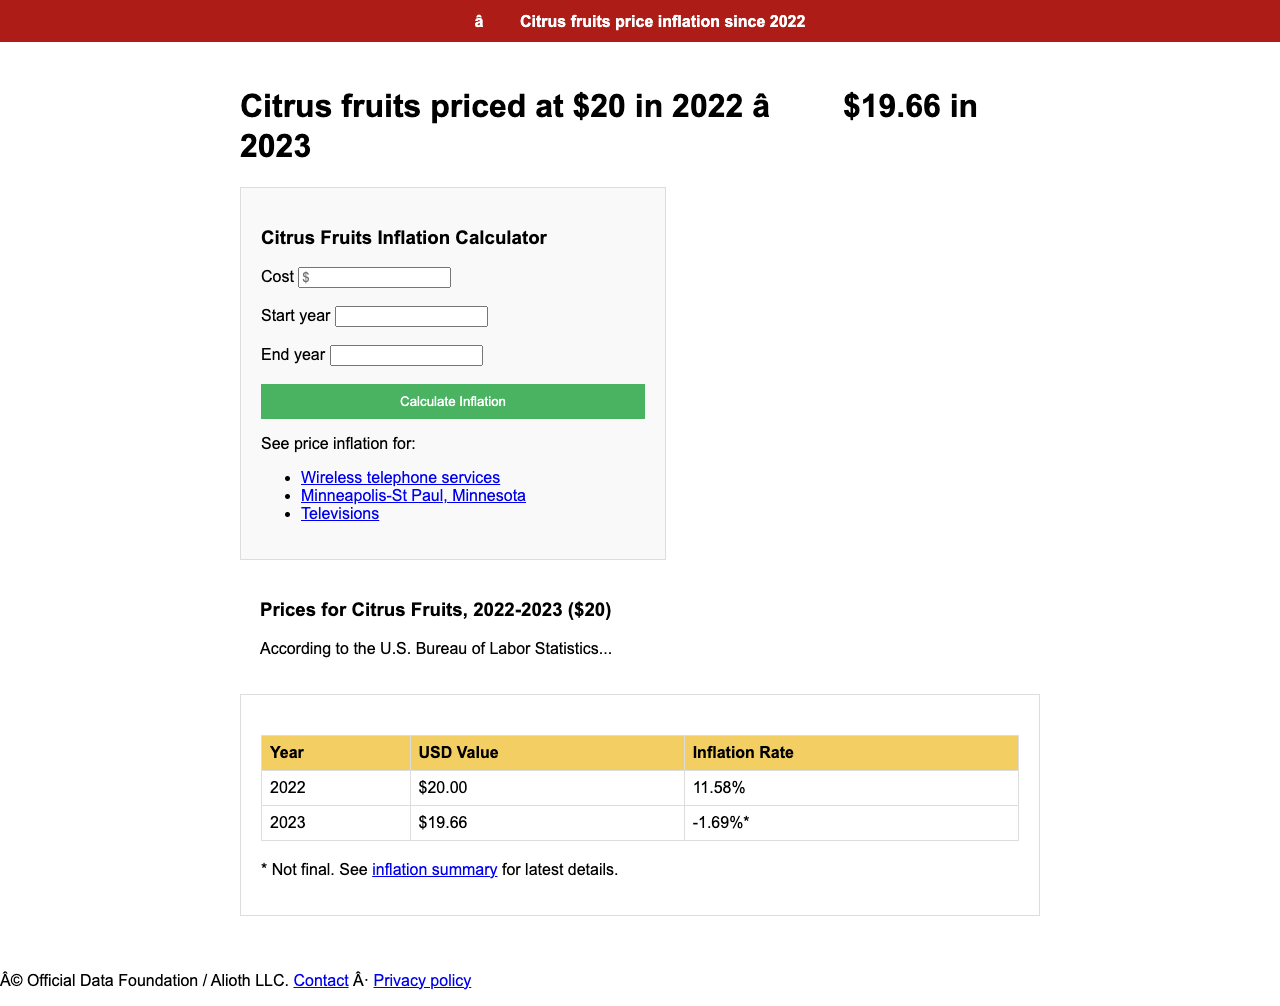 â Citrus fruits price inflation since 2022
Citrus fruits priced at $20 in 2022 â $19.66 in
2023
Citrus Fruits Inflation Calculator
Cost $
Start year
End year
Calculate Inflation
See price inflation for:
• Wireless telephone services
• Minneapolis-St Paul, Minnesota
• Televisions
Prices for Citrus Fruits, 2022-2023 ($20)
According to the U.S. Bureau of Labor Statistics...
Year USD Value Inflation Rate
2022 $20.00 11.58%
2023 $19.66 -1.69%*
* Not final. See inflation summary for latest details.
Â© Official Data Foundation / Alioth LLC. Contact Â· Privacy policy